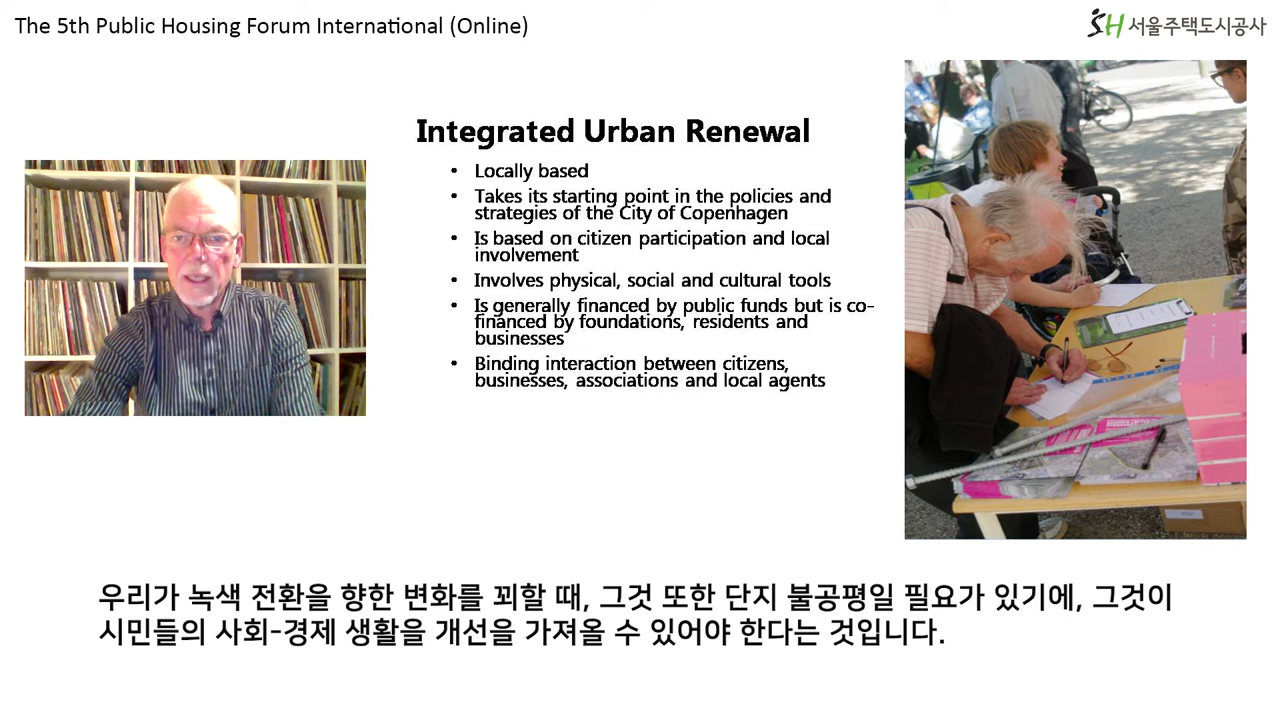 The 5th Public Housing Forum International (Online)
SH 서울주택도시공사
Integrated Urban Renewal
• Locally based
• Takes its starting point in the policies and
strategies of the City of Copenhagen
• Is based on citizen participation and local
involvement
• Involves physical, social and cultural tools
• Is generally financed by public funds but is co-
financed by foundations, residents and
businesses
• Binding interaction between citizens,
businesses, associations and local agents
우리가 녹색 전환을 향한 변화를 꾀할 때, 그것 또한 단지 불공평일 필요가 있기에, 그것이
시민들의 사회-경제 생활을 개선을 가져올 수 있어야 한다는 것입니다.